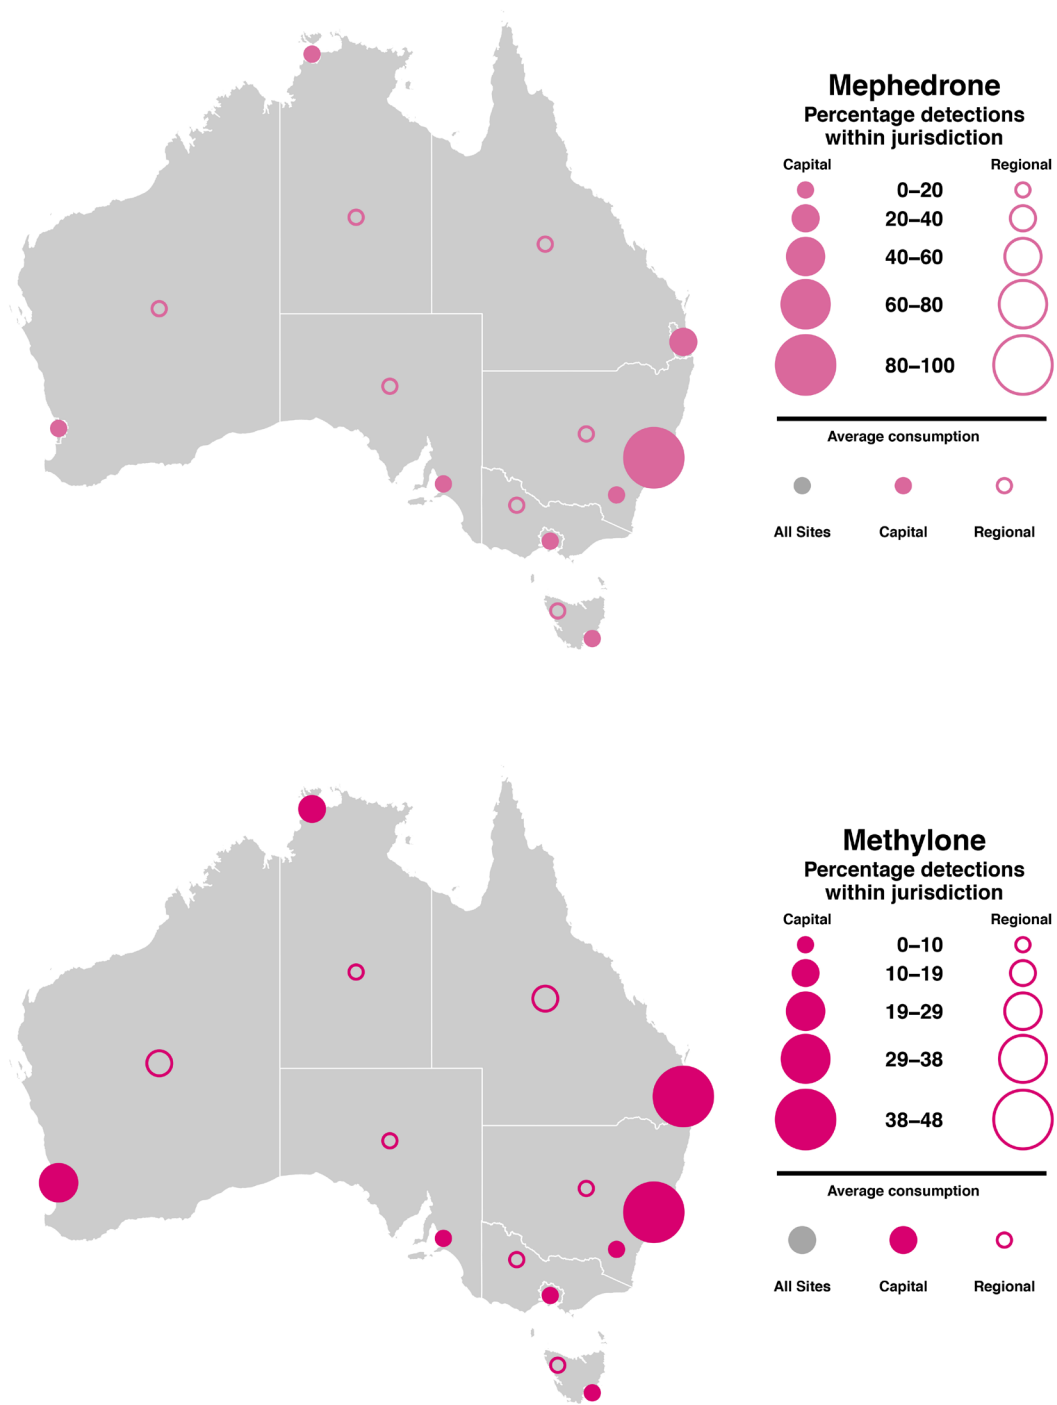 Mephedrone
Percentage detections
within jurisdiction
Capital
Regional
0–20
20–40
40–60
60–80
80–100
Average consumption
All Sites
Capital
Regional
Methylone
Percentage detections
within jurisdiction
Capital
Regional
0–10
10–19
19–29
29–38
38–48
Average consumption
All Sites
Capital
Regional